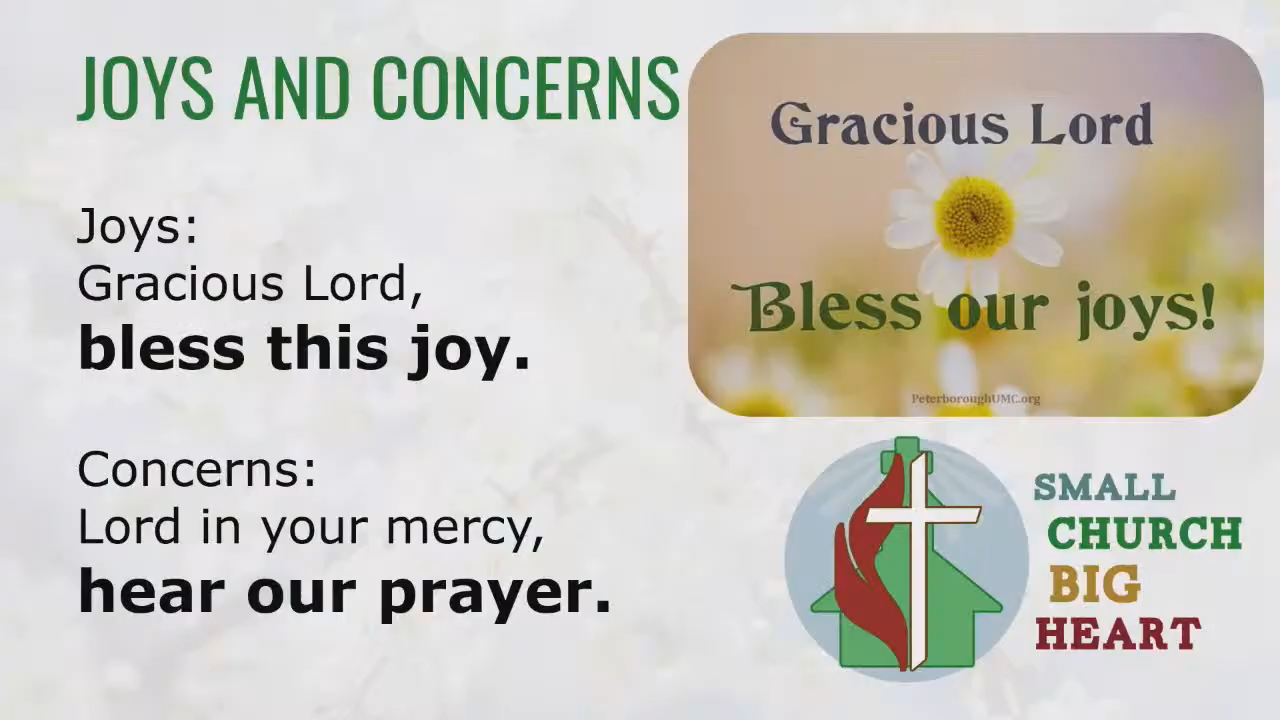 JOYS AND CONCERNS
Joys:
Gracious Lord,
bless this joy.
Concerns:
Lord in your mercy,
hear our prayer.
Gracious Lord
Bless our joys!
PeterboroughUMC.org
SMALL
CHURCH
BIG
HEART